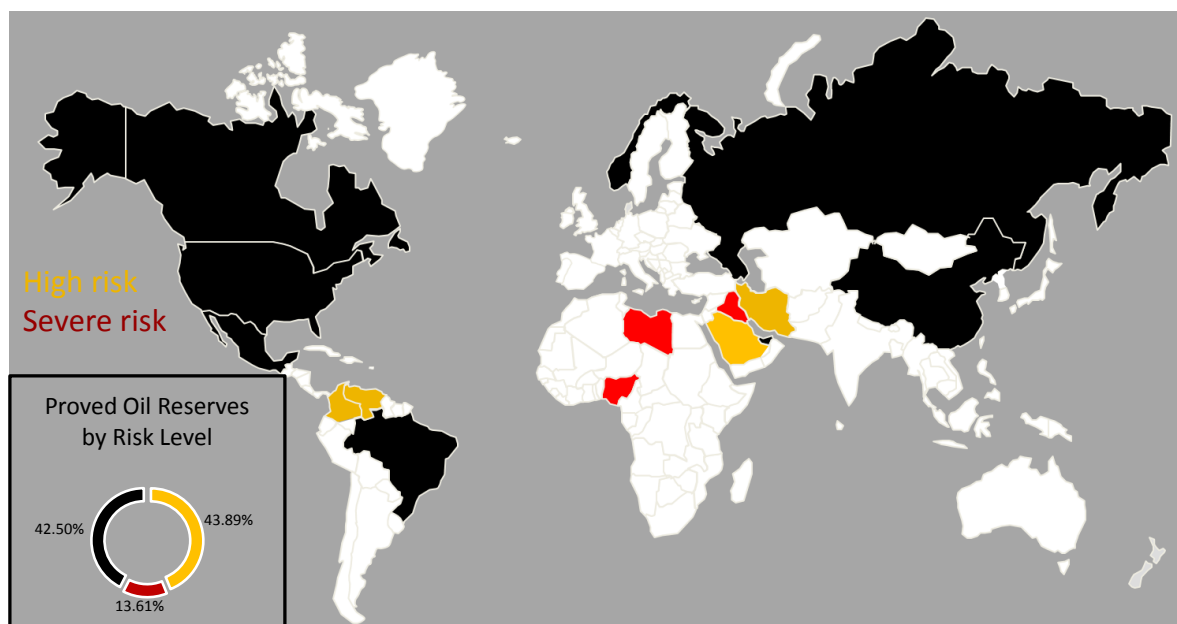 High risk
Severe risk
Proved Oil Reserves
by Risk Level
42.50%
43.89%
13.61%